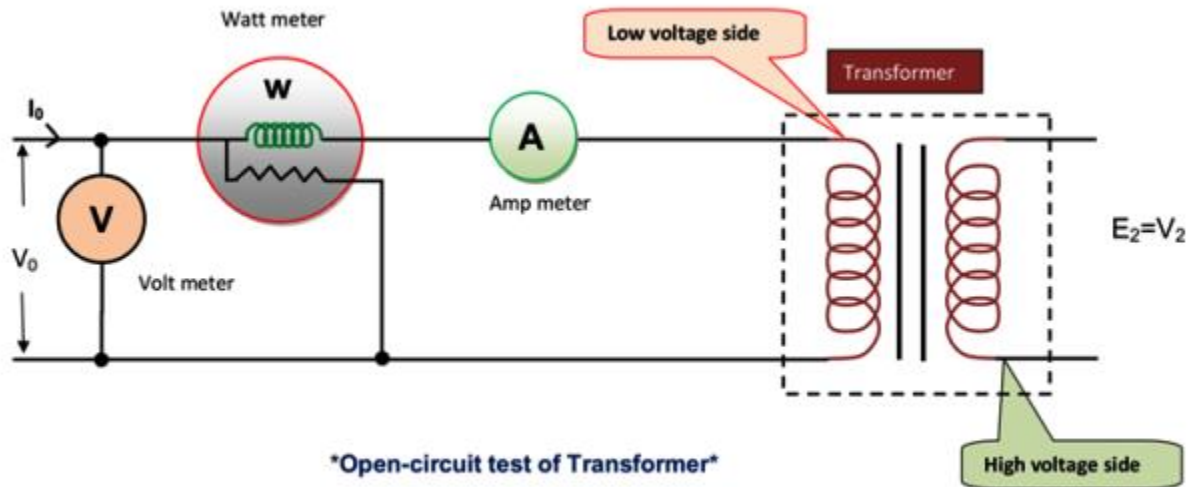 Watt meter
Low voltage side
Transformer
W
I₀
A
V
Amp meter
E₂=V₂
V₀
Volt meter
*Open-circuit test of Transformer*
High voltage side